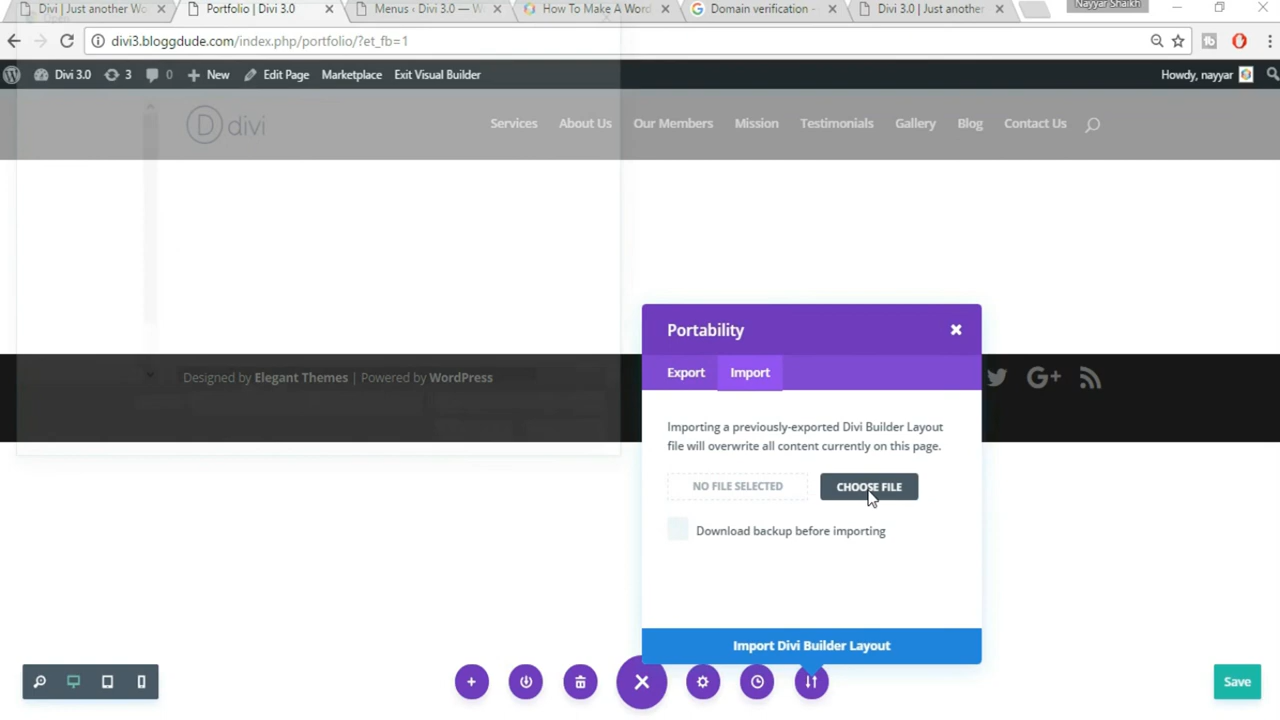 Divi | Just another Wo
Portfolio | Divi 3.0
Menus ‹ Divi 3.0 — W
How To Make A Word
Domain verification -
Divi 3.0 | Just another
Nayyar Shaikh
divi3.bloggdude.com/index.php/portfolio/?et_fb=1
Divi 3.0 3 0 New Edit Page Marketplace Exit Visual Builder Howdy, nayyar
divi Services About Us Our Members Mission Testimonials Gallery Blog Contact Us
Portability
Export Import
Designed by Elegant Themes | Powered by WordPress
Importing a previously-exported Divi Builder Layout
file will overwrite all content currently on this page.
NO FILE SELECTED CHOOSE FILE
Download backup before importing
Import Divi Builder Layout
Save